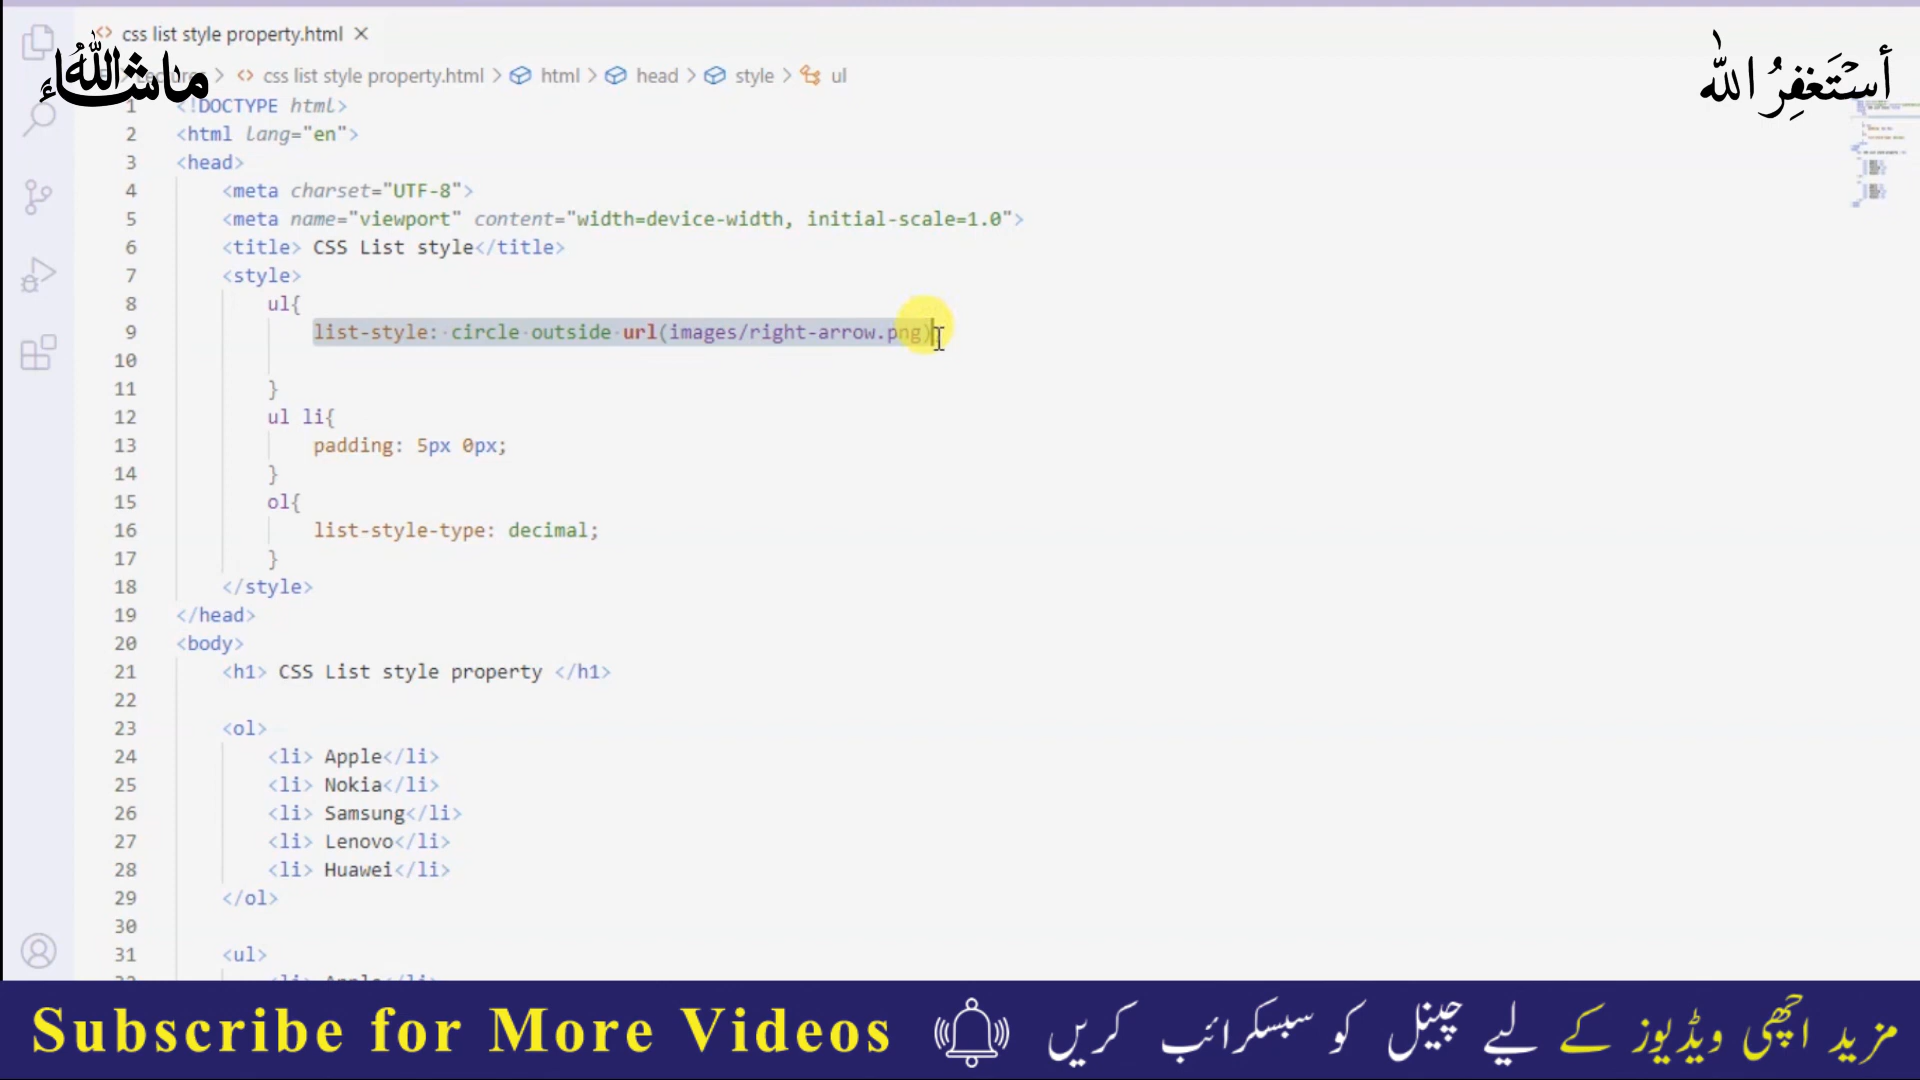 css list style property.html
css list style property.html > html > head > style > ul
ماشاءالله
أستغفر الله
1 <!DOCTYPE html>
2 <html lang="en">
3 <head>
4 <meta charset="UTF-8">
5 <meta name="viewport" content="width=device-width, initial-scale=1.0">
6 <title> CSS List style</title>
7 <style>
8 ul{
9 list-style: circle outside url(images/right-arrow.png)
10
11 }
12 ul li{
13 padding: 5px 0px;
14 }
15 ol{
16 list-style-type: decimal;
17 }
18 </style>
19 </head>
20 <body>
21 <h1> CSS List style property </h1>
22
23 <ol>
24 <li> Apple</li>
25 <li> Nokia</li>
26 <li> Samsung</li>
27 <li> Lenovo</li>
28 <li> Huawei</li>
29 </ol>
30
31 <ul>
Subscribe for More Videos
مزید اچھی ویڈیوز کے لیے چینل کو سبسکرائب کریں